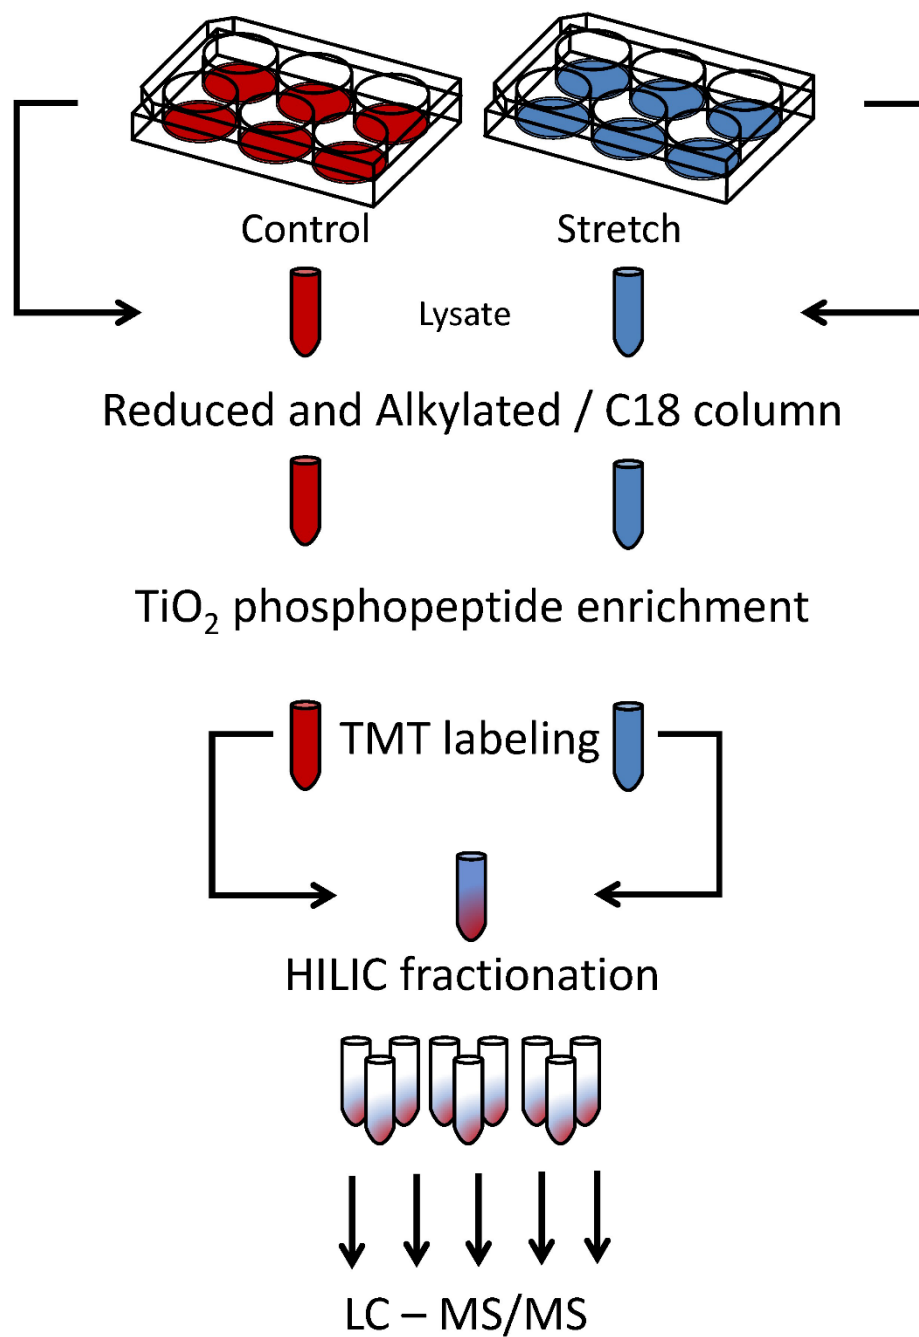 Control Stretch
Lysate
Reduced and Alkylated / C18 column
TiO₂ phosphopeptide enrichment
TMT labeling
HILIC fractionation
LC – MS/MS